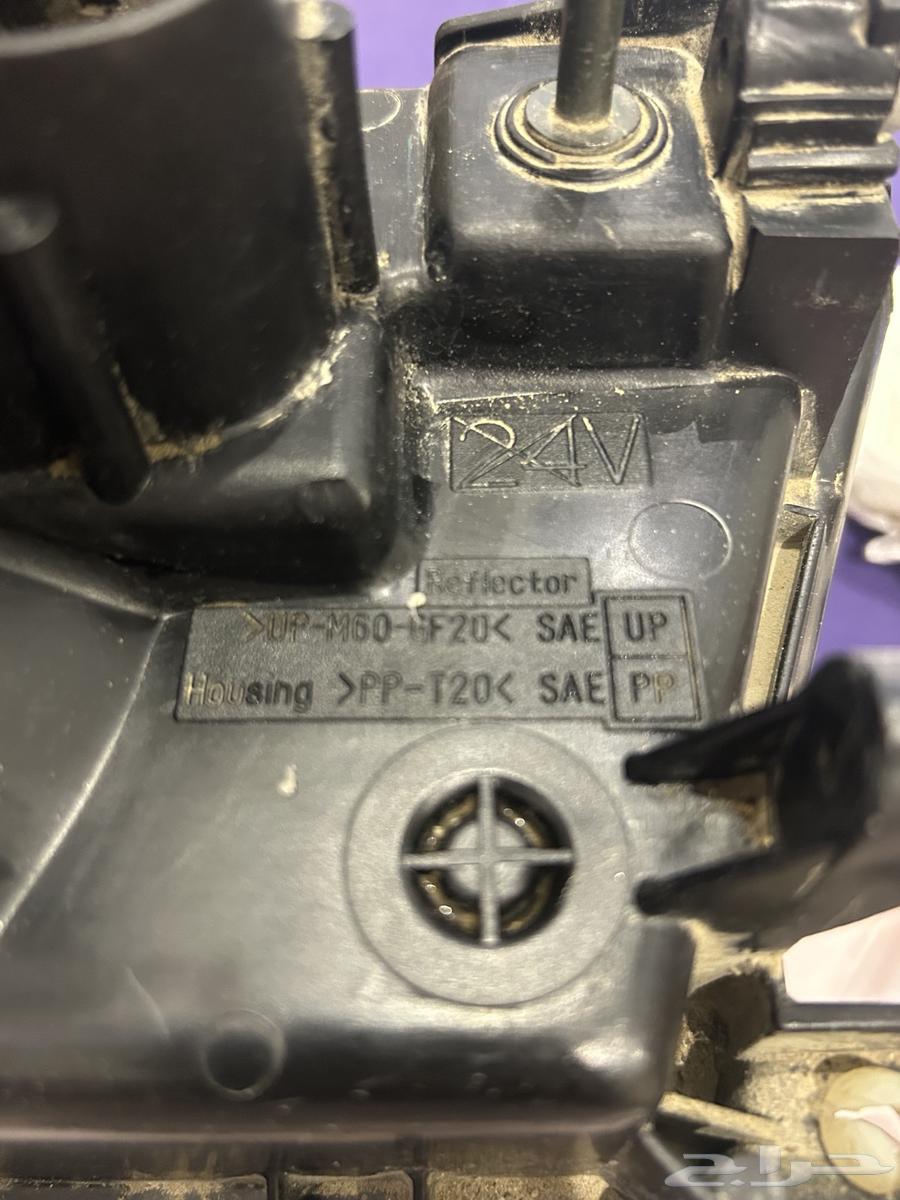 24V
Reflector
>UP-M60-GF20< SAE UP
Housing >PP-T20< SAE PP
حراج